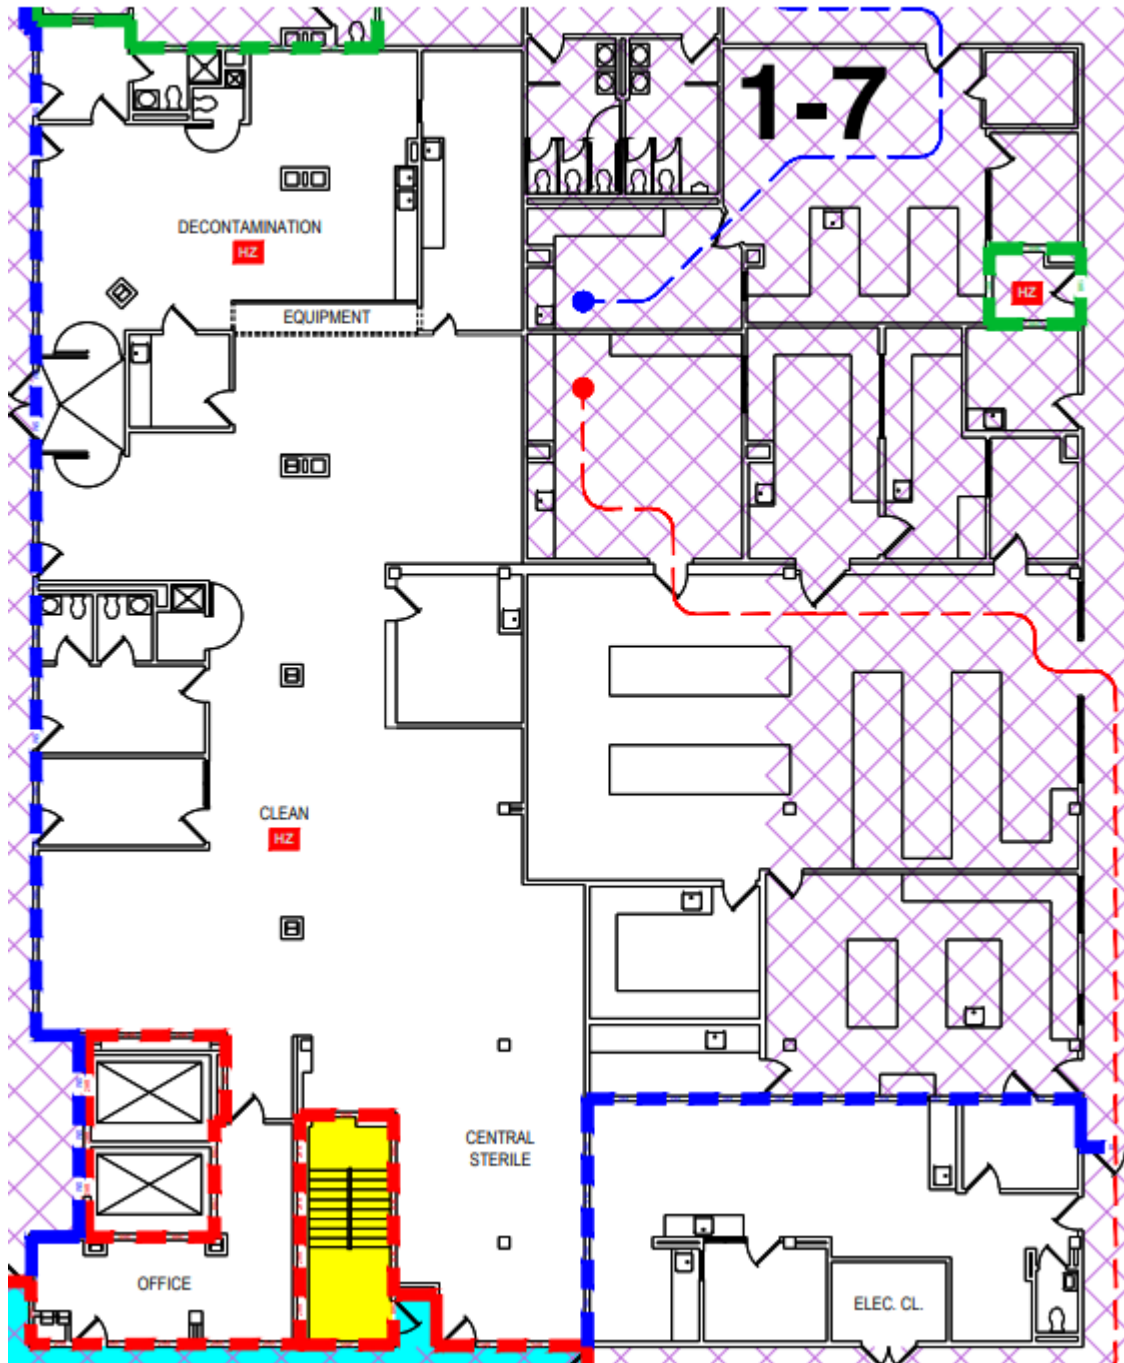 1-7
DECONTAMINATION
HZ
HZ
EQUIPMENT
CLEAN
HZ
CENTRAL
STERILE
OFFICE
ELEC. CL.